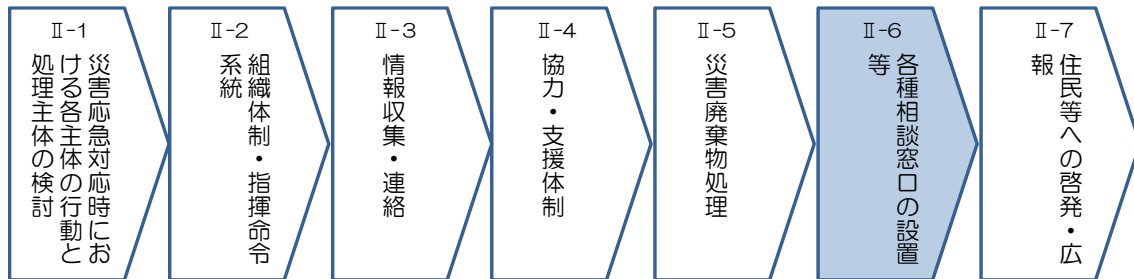 Ⅱ-1
災害応急対応時にお
ける各主体の行動と
処理主体の検討
Ⅱ-2
組織体制・指揮命令
系統
Ⅱ-3
情報収集・連絡
Ⅱ-4
協力・支援体制
Ⅱ-5
災害廃棄物処理
Ⅱ-6
各種相談窓口の設置
等
Ⅱ-7
住民等への啓発・広
報